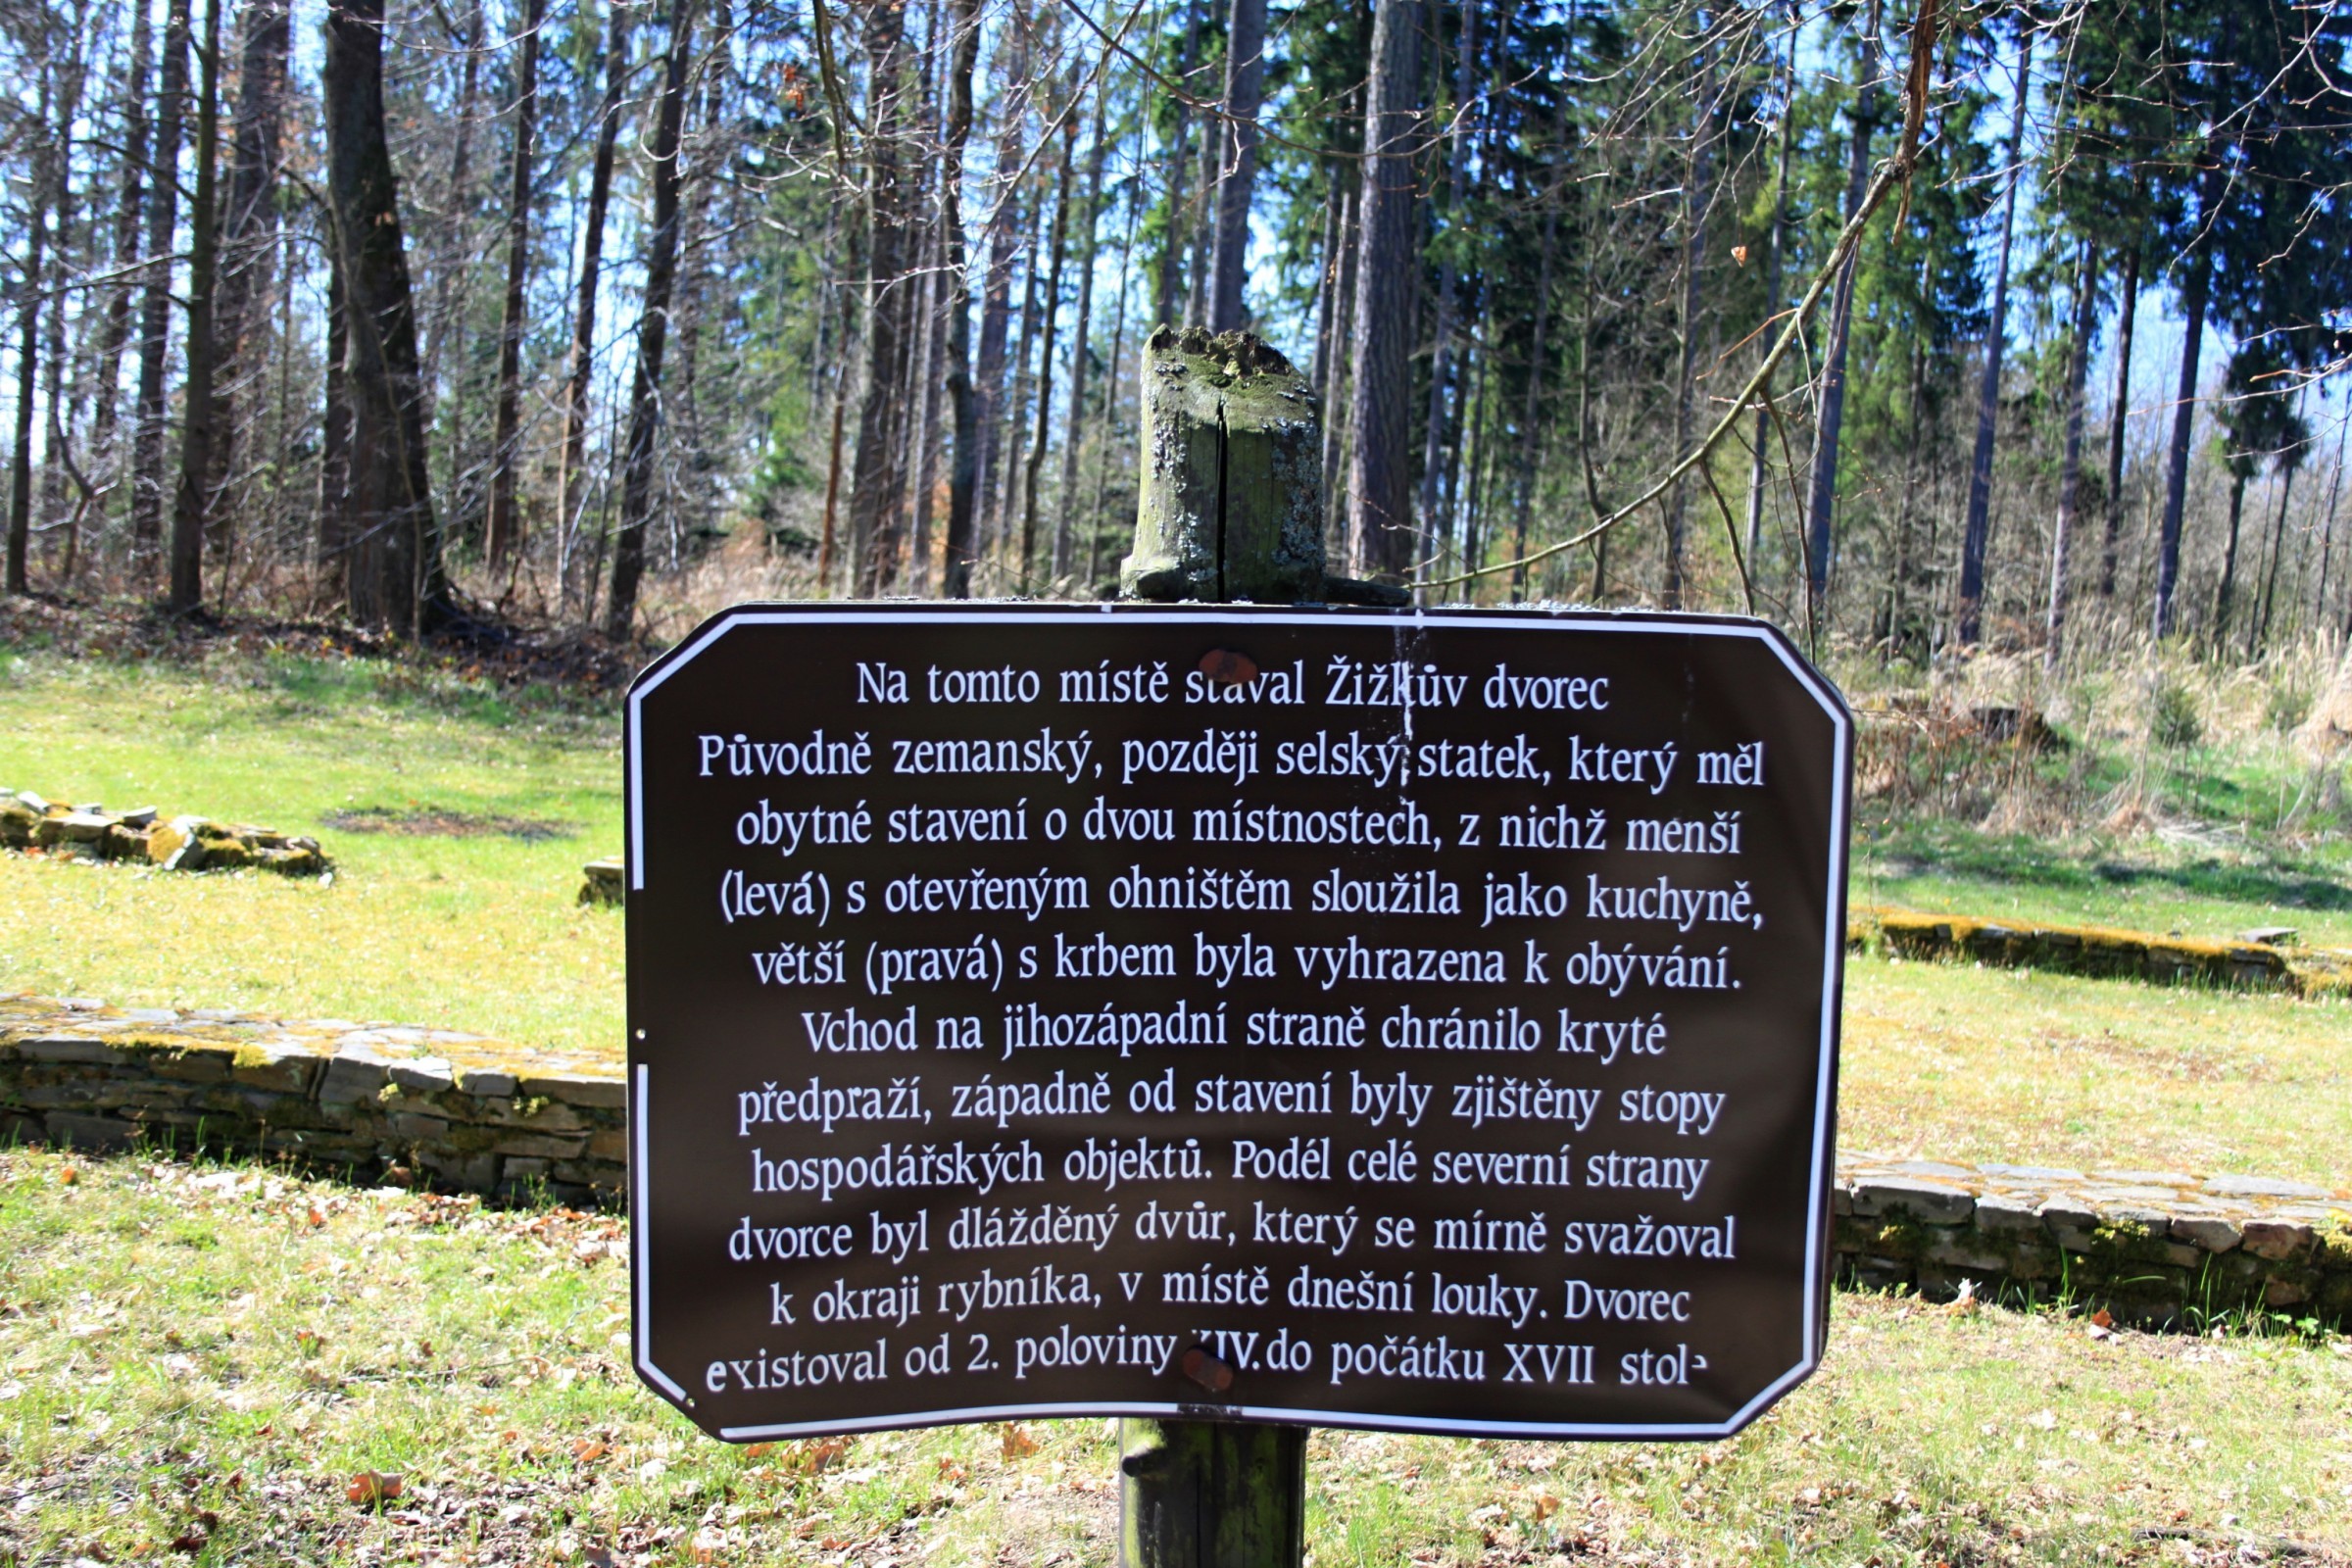 Na tomto místě stával Žižkův dvorec
Původně zemanský, později selský statek, který měl
obytné stavení o dvou místnostech, z nichž menší
(levá) s otevřeným ohništěm sloužila jako kuchyně,
větší (pravá) s krbem byla vyhrazena k obývání.
Vchod na jihozápadní straně chránilo kryté
předpraží, západně od stavení byly zjištěny stopy
hospodářských objektů. Podél celé severní strany
dvorce byl dlážděný dvůr, který se mírně svažoval
k okraji rybníka, v místě dnešní louky. Dvorec
existoval od 2. poloviny XIV. do počátku XVII stol